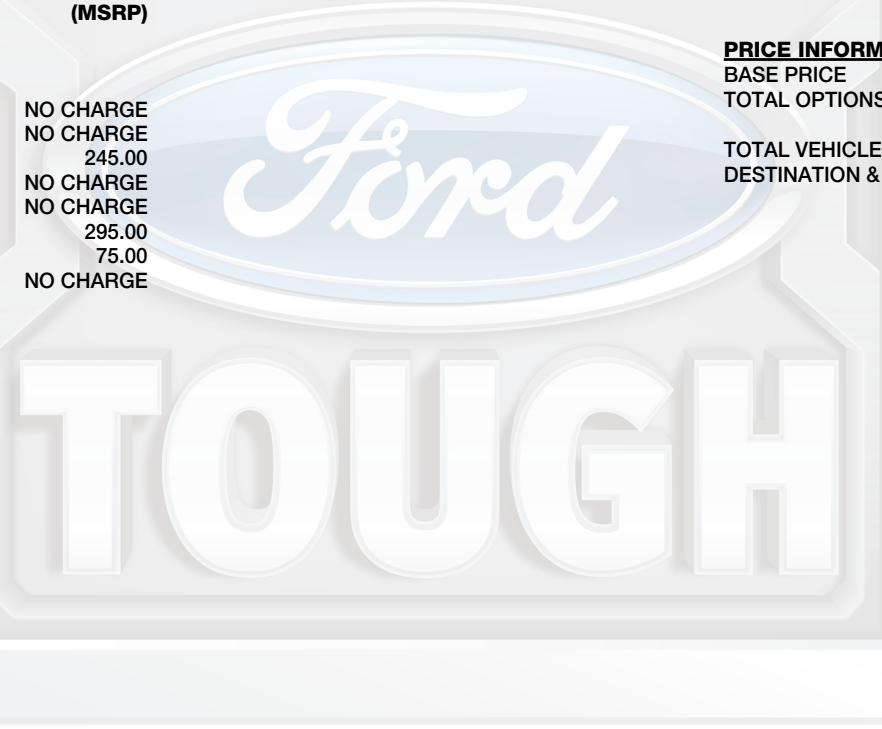 (MSRP)
NO CHARGE
NO CHARGE
245.00
NO CHARGE
NO CHARGE
295.00
75.00
NO CHARGE
PRICE INFORM
BASE PRICE
TOTAL OPTIONS
TOTAL VEHICLE
DESTINATION &
Ford
TOUGH